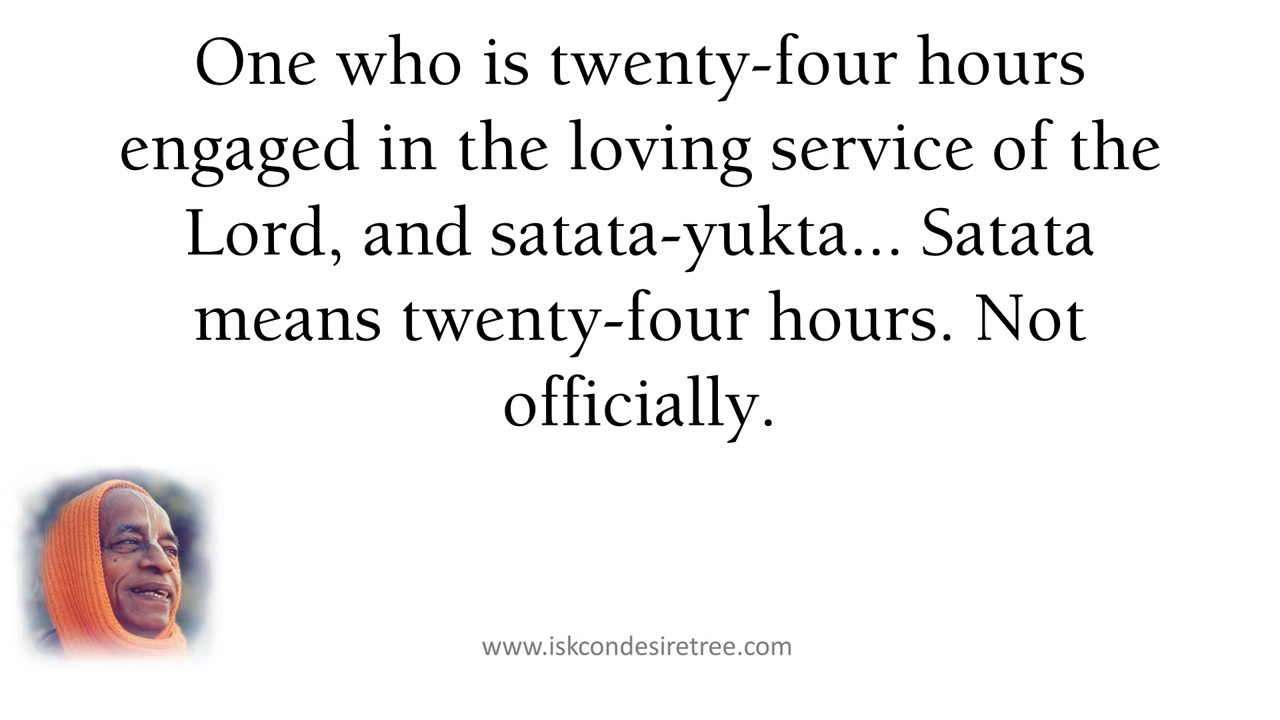 One who is twenty-four hours
engaged in the loving service of the
Lord, and satata-yukta... Satata
means twenty-four hours. Not
officially.
www.iskcondesiretree.com